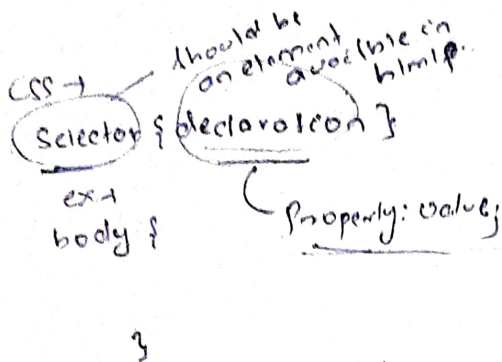 should be
an element
available in
html
CSS →
Selector { declaration }
ex →
body {
Property: value;
}